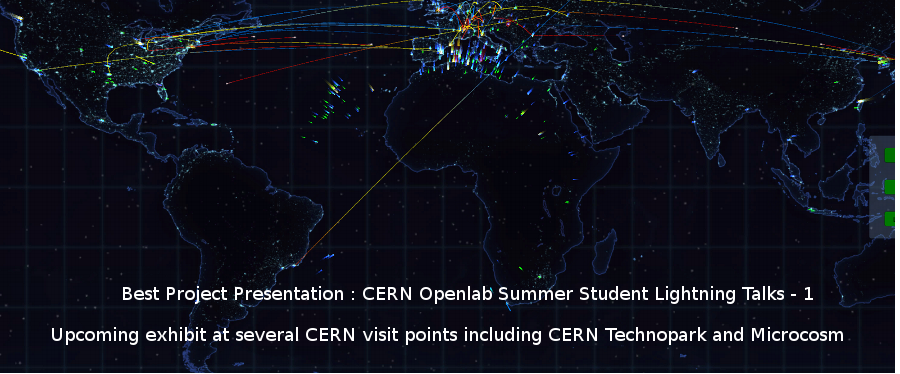 Best Project Presentation : CERN Openlab Summer Student Lightning Talks - 1
Upcoming exhibit at several CERN visit points including CERN Technopark and Microcosm